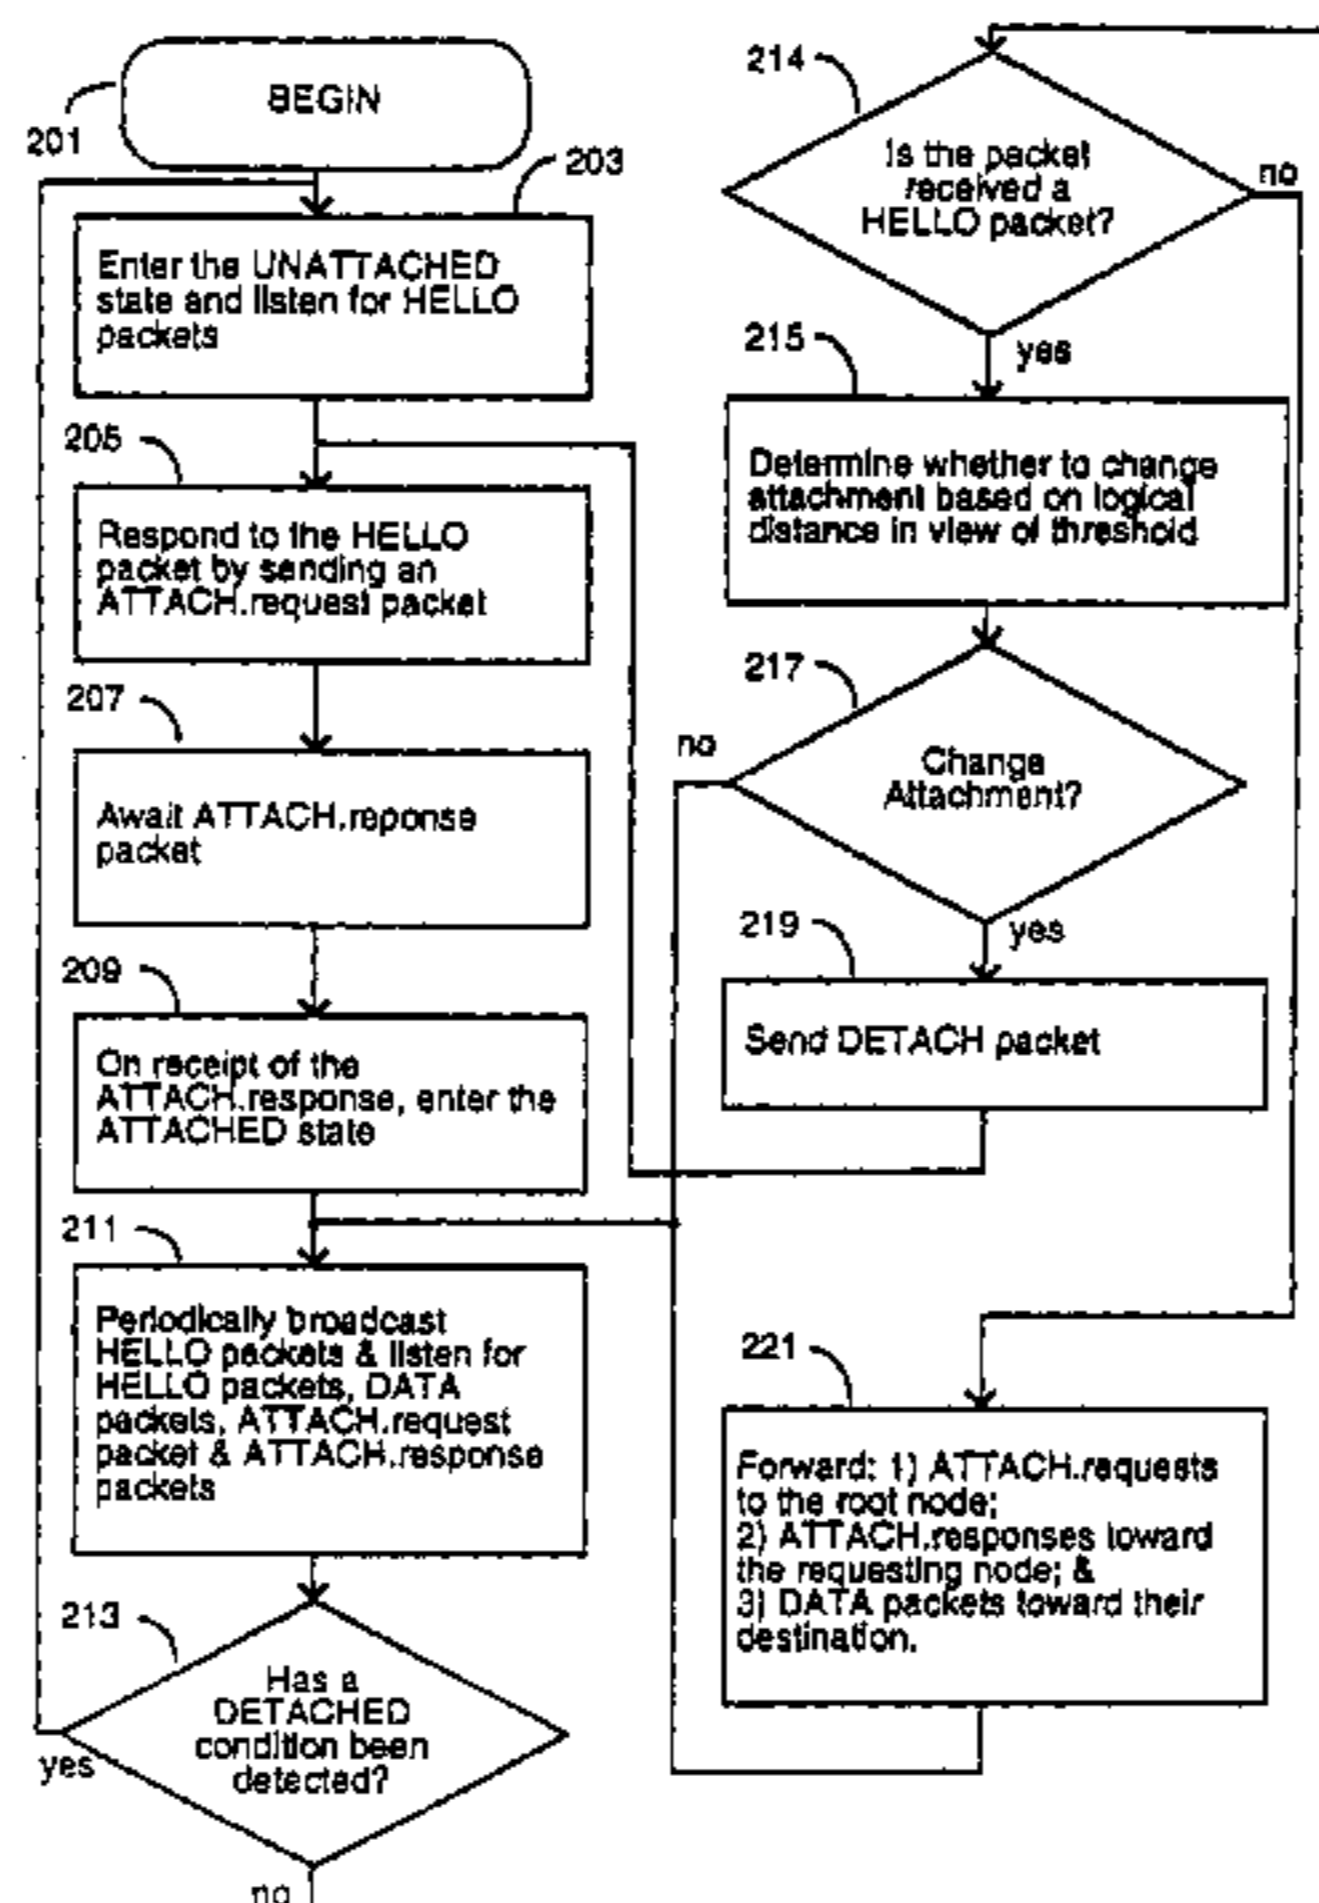 BEGIN
201
203
Enter the UNATTACHED
state and listen for HELLO
packets
205
Respond to the HELLO
packet by sending an
ATTACH.request packet
207
Await ATTACH.reponse
packet
209
On receipt of the
ATTACH.response, enter the
ATTACHED state
211
Periodically broadcast
HELLO packets & listen for
HELLO packets, DATA
packets, ATTACH.request
packet & ATTACH.response
packets
213
Has a
DETACHED
condition been
detected?
yes
no
214
Is the packet
received a
HELLO packet?
no
yes
215
Determine whether to change
attachment based on logical
distance in view of threshold
217
no
Change
Attachment?
yes
219
Send DETACH packet
221
Forward: 1) ATTACH.requests
to the root node;
2) ATTACH.responses toward
the requesting node; &
3) DATA packets toward their
destination.